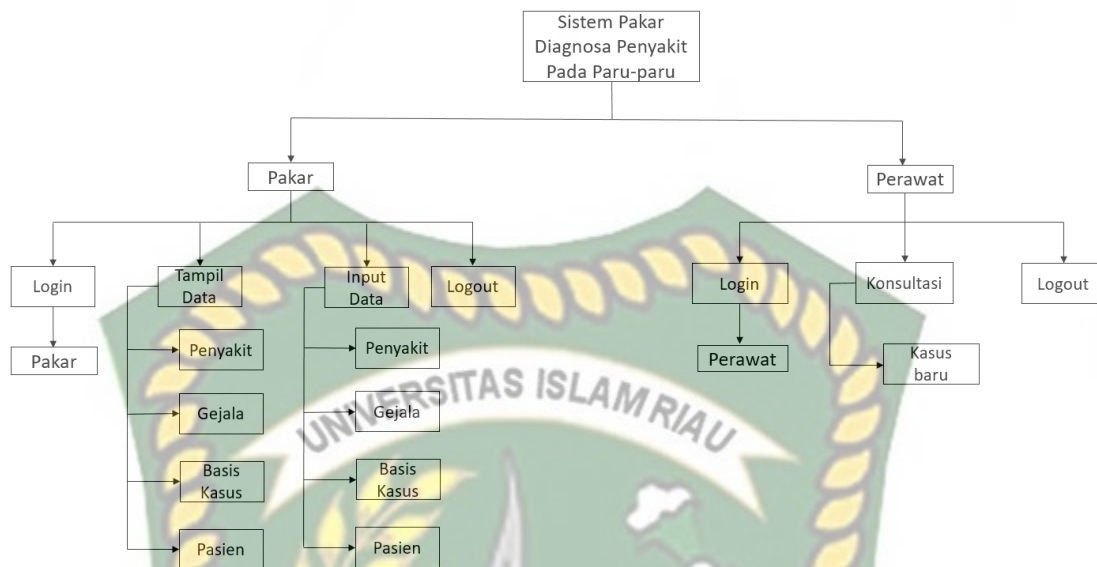 Sistem Pakar
Diagnosa Penyakit
Pada Paru-paru
Pakar
Perawat
Login
Tampil
Data
Input
Data
Logout
Login
Konsultasi
Logout
Pakar
Penyakit
Penyakit
Perawat
Kasus
baru
Gejala
Gejala
UNIVERSITAS ISLAM RIAU
Basis
Kasus
Basis
Kasus
Pasien
Pasien